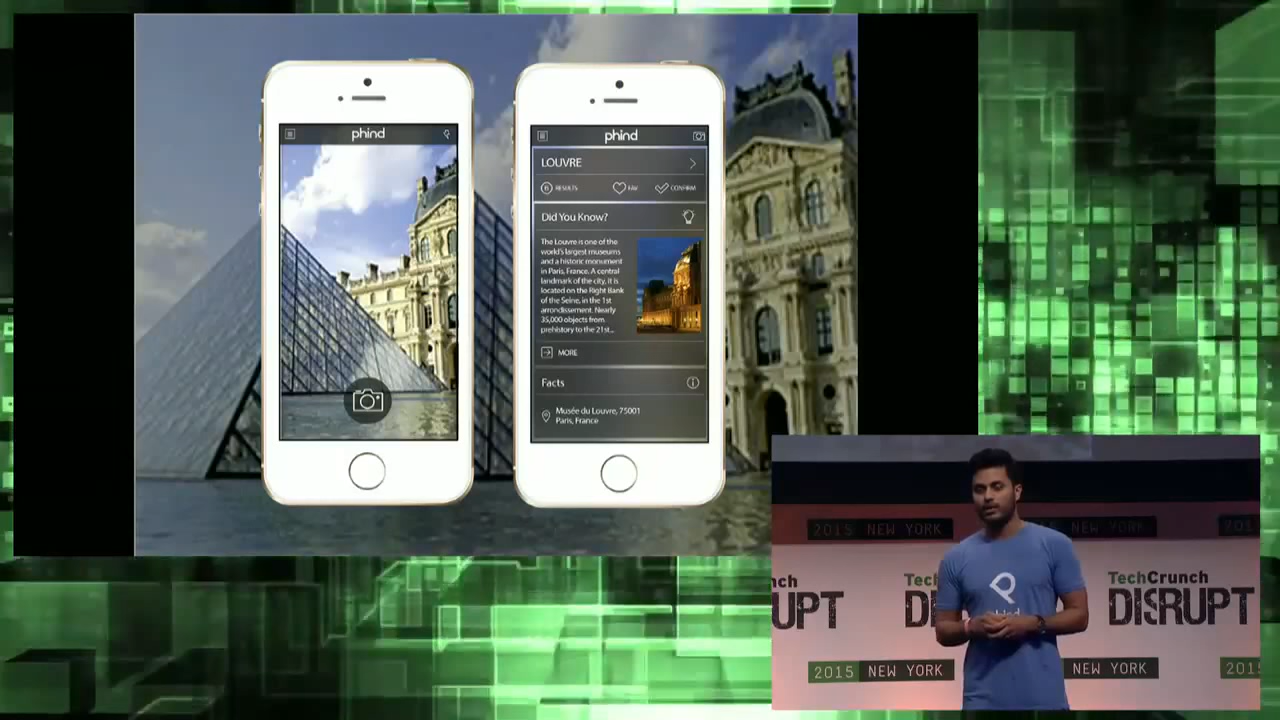 phind
phind
LOUVRE
6 RESULTS
FAV
CONFIRM
Did You Know?
The Louvre is one of the
world's largest museums
and a historic monument
in Paris, France. A central
landmark of the city, it is
located on the Right Bank
of the Seine, in the 1st
arrondissement. Nearly
35,000 objects from
prehistory to the 21st...
MORE
Facts
Musée du Louvre, 75001
Paris, France
2015 NEW YORK
NEW YORK
TechCrunch
DISRUPT
phind
2015 NEW YORK
NEW YORK
2015